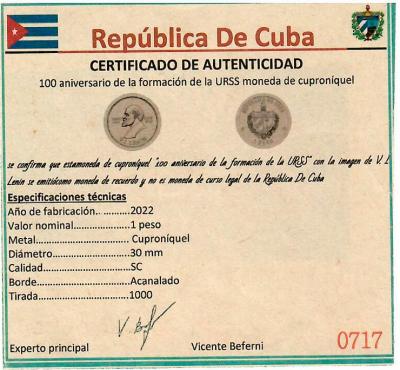 República De Cuba
CERTIFICADO DE AUTENTICIDAD
100 aniversario de la formación de la URSS moneda de cuproníquel
se confirma que estamoneda de cuproníquel "100 aniversario de la formación de la URSS" con la imagen de V. I.
Lenin se emitidcomo moneda de recuerdo y no es moneda de curso legal de la República De Cuba
Especificaciones técnicas
Año de fabricación.. ..........2022
Valor nominal..............1 peso
Metal...................... Cuproníquel
Diámetro.....................30 mm
Calidad.......................SC
Borde.........................Acanalado
Tirada.......................1000
Experto principal
Vicente Beferni
0717